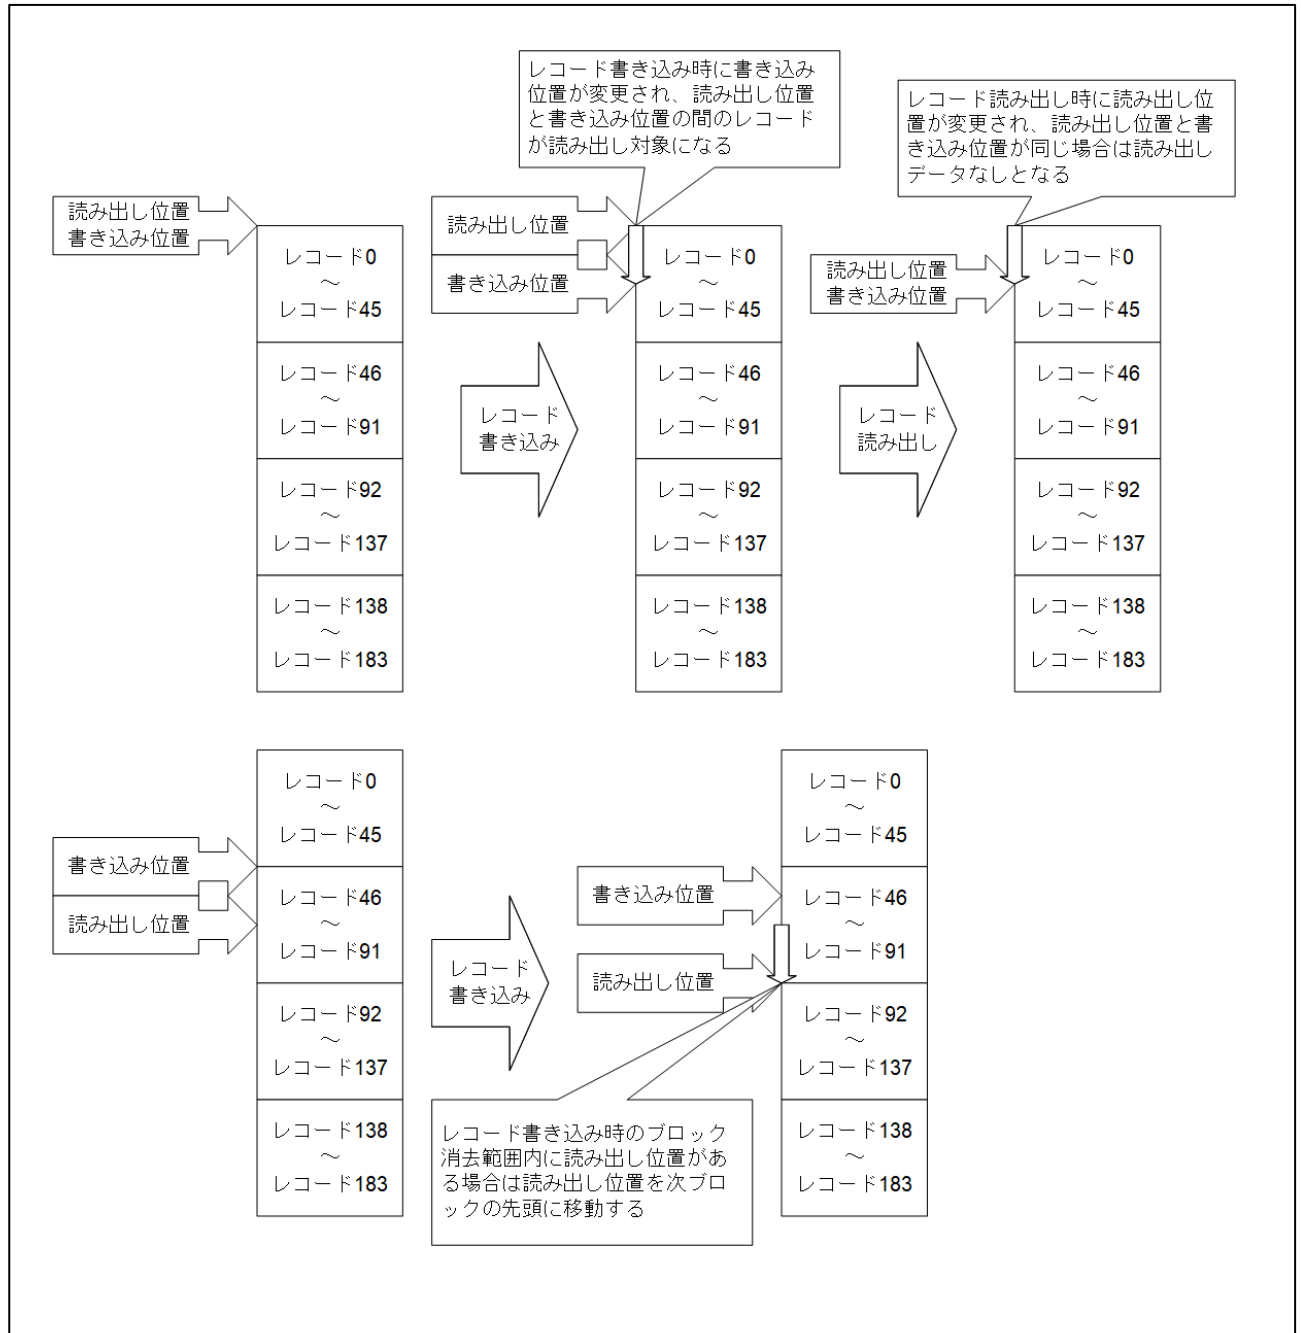 レコード書き込み時に書き込み
位置が変更され、読み出し位置
と書き込み位置の間のレコード
が読み出し対象になる
レコード読み出し時に読み出し位
置が変更され、読み出し位置と書
き込み位置が同じ場合は読み出し
データなしとなる
読み出し位置
書き込み位置
レコード0
～
レコード45
レコード46
～
レコード91
レコード92
～
レコード137
レコード138
～
レコード183
レコード
書き込み
読み出し位置
書き込み位置
レコード0
～
レコード45
レコード46
～
レコード91
レコード92
～
レコード137
レコード138
～
レコード183
レコード
読み出し
読み出し位置
書き込み位置
レコード0
～
レコード45
レコード46
～
レコード91
レコード92
～
レコード137
レコード138
～
レコード183
書き込み位置
読み出し位置
レコード0
～
レコード45
レコード46
～
レコード91
レコード92
～
レコード137
レコード138
～
レコード183
レコード
書き込み
書き込み位置
読み出し位置
レコード0
～
レコード45
レコード46
～
レコード91
レコード92
～
レコード137
レコード138
～
レコード183
レコード書き込み時のブロック
消去範囲内に読み出し位置があ
る場合は読み出し位置を次ブロ
ックの先頭に移動する